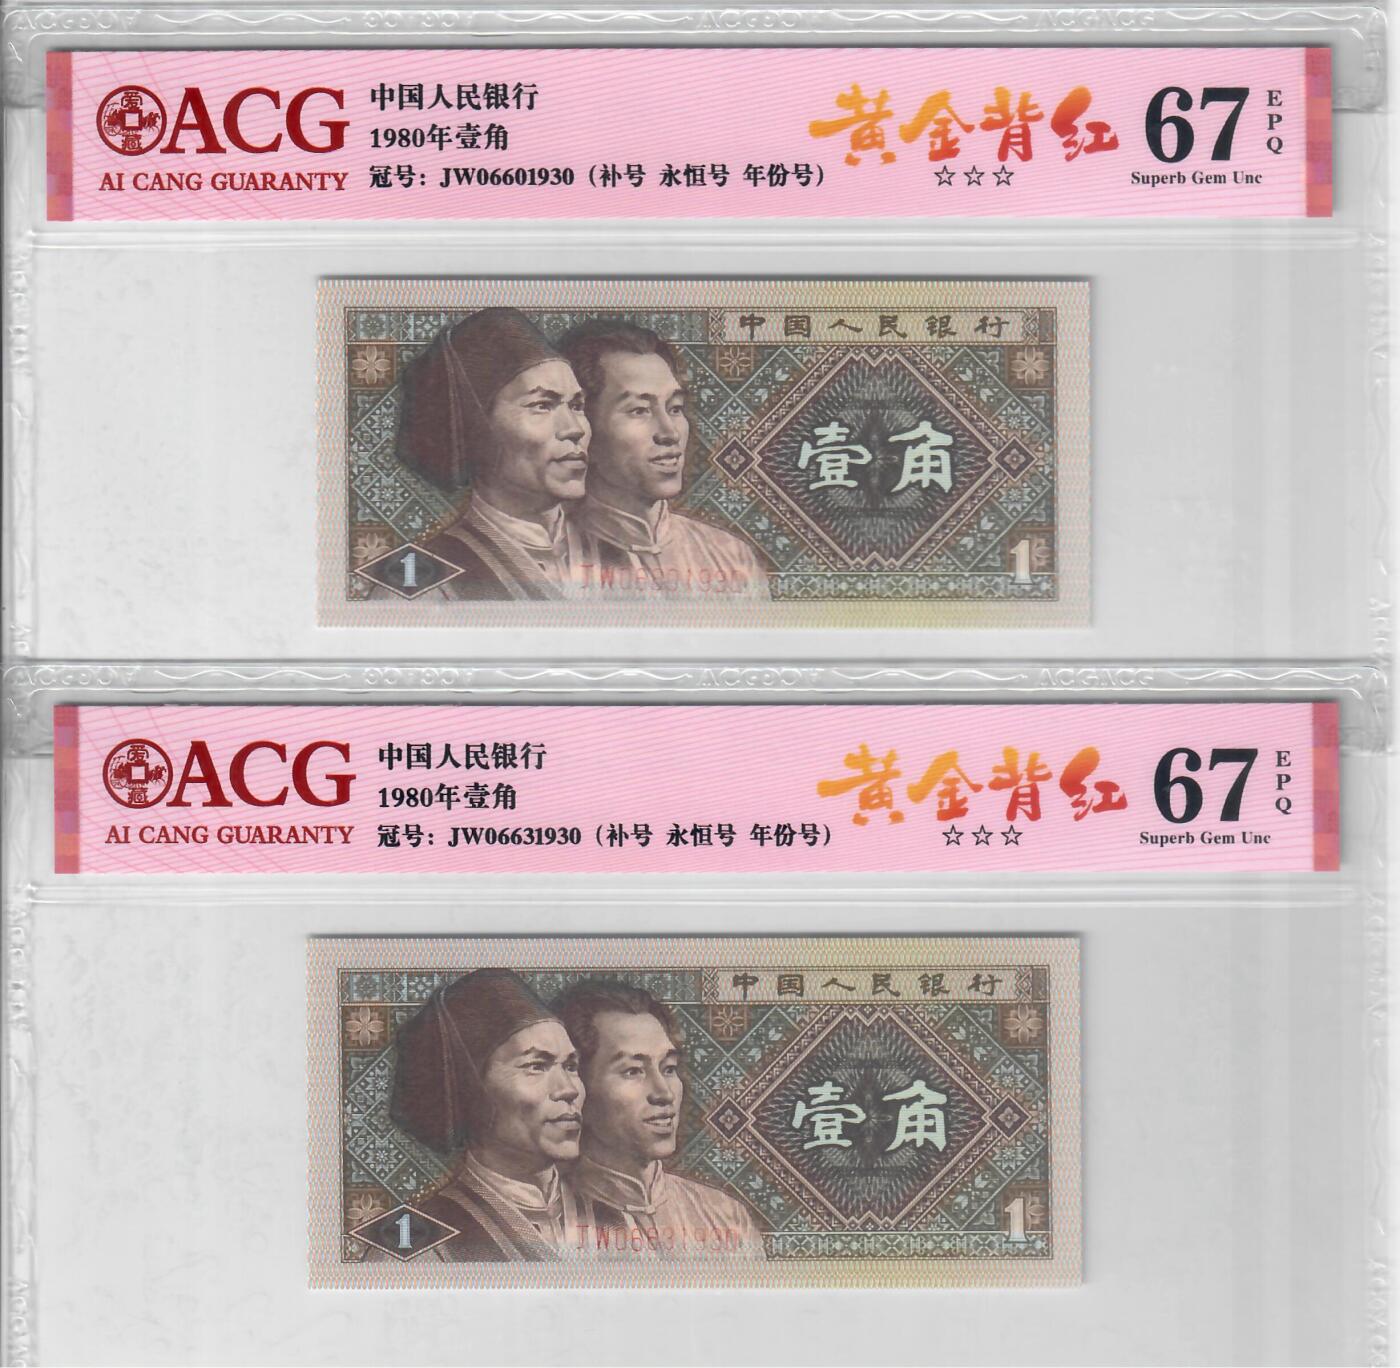 ACG
AI CANG GUARANTY
中国人民银行
1980年壹角
冠号：JW06601930（补号 永恒号 年份号）
黄金背红
☆☆☆
67
EPQ
Superb Gem Unc
中国人民银行
壹角
1
1
JW06601930
ACG
AI CANG GUARANTY
中国人民银行
1980年壹角
冠号：JW06631930（补号 永恒号 年份号）
黄金背红
☆☆☆
67
EPQ
Superb Gem Unc
中国人民银行
壹角
1
1
JW06631930